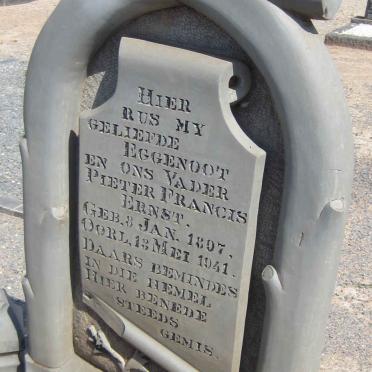 HIER
RUS MY
GELIEFDE
EGGENOOT
EN ONS VADER
PIETER FRANCIS
ERNST.
GEB. 8 JAN. 1897.
OORL. 13 MEI 1941.
DAARS BEMINDES
IN DIE HEMEL
HIER BENEDE
STEEDS
GEMIS.